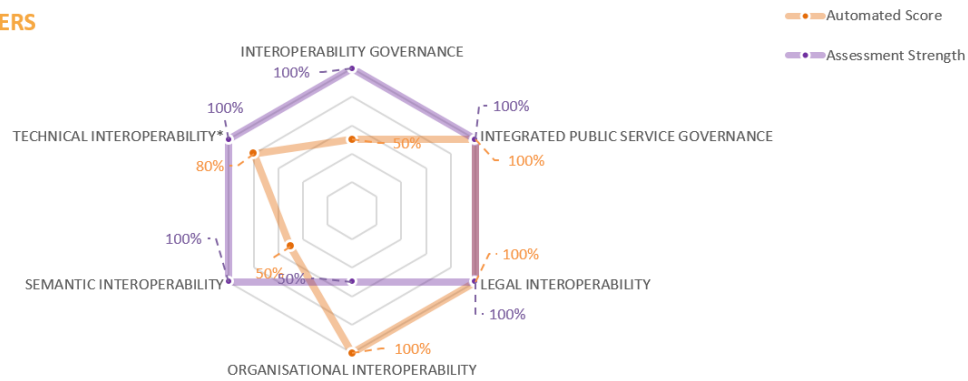 ERS
Automated Score
Assessment Strength
INTEROPERABILITY GOVERNANCE
100%
100%
100%
TECHNICAL INTEROPERABILITY*
50%
INTEGRATED PUBLIC SERVICE GOVERNANCE
80%
100%
100%
100%
50%
50%
SEMANTIC INTEROPERABILITY
LEGAL INTEROPERABILITY
100%
100%
ORGANISATIONAL INTEROPERABILITY